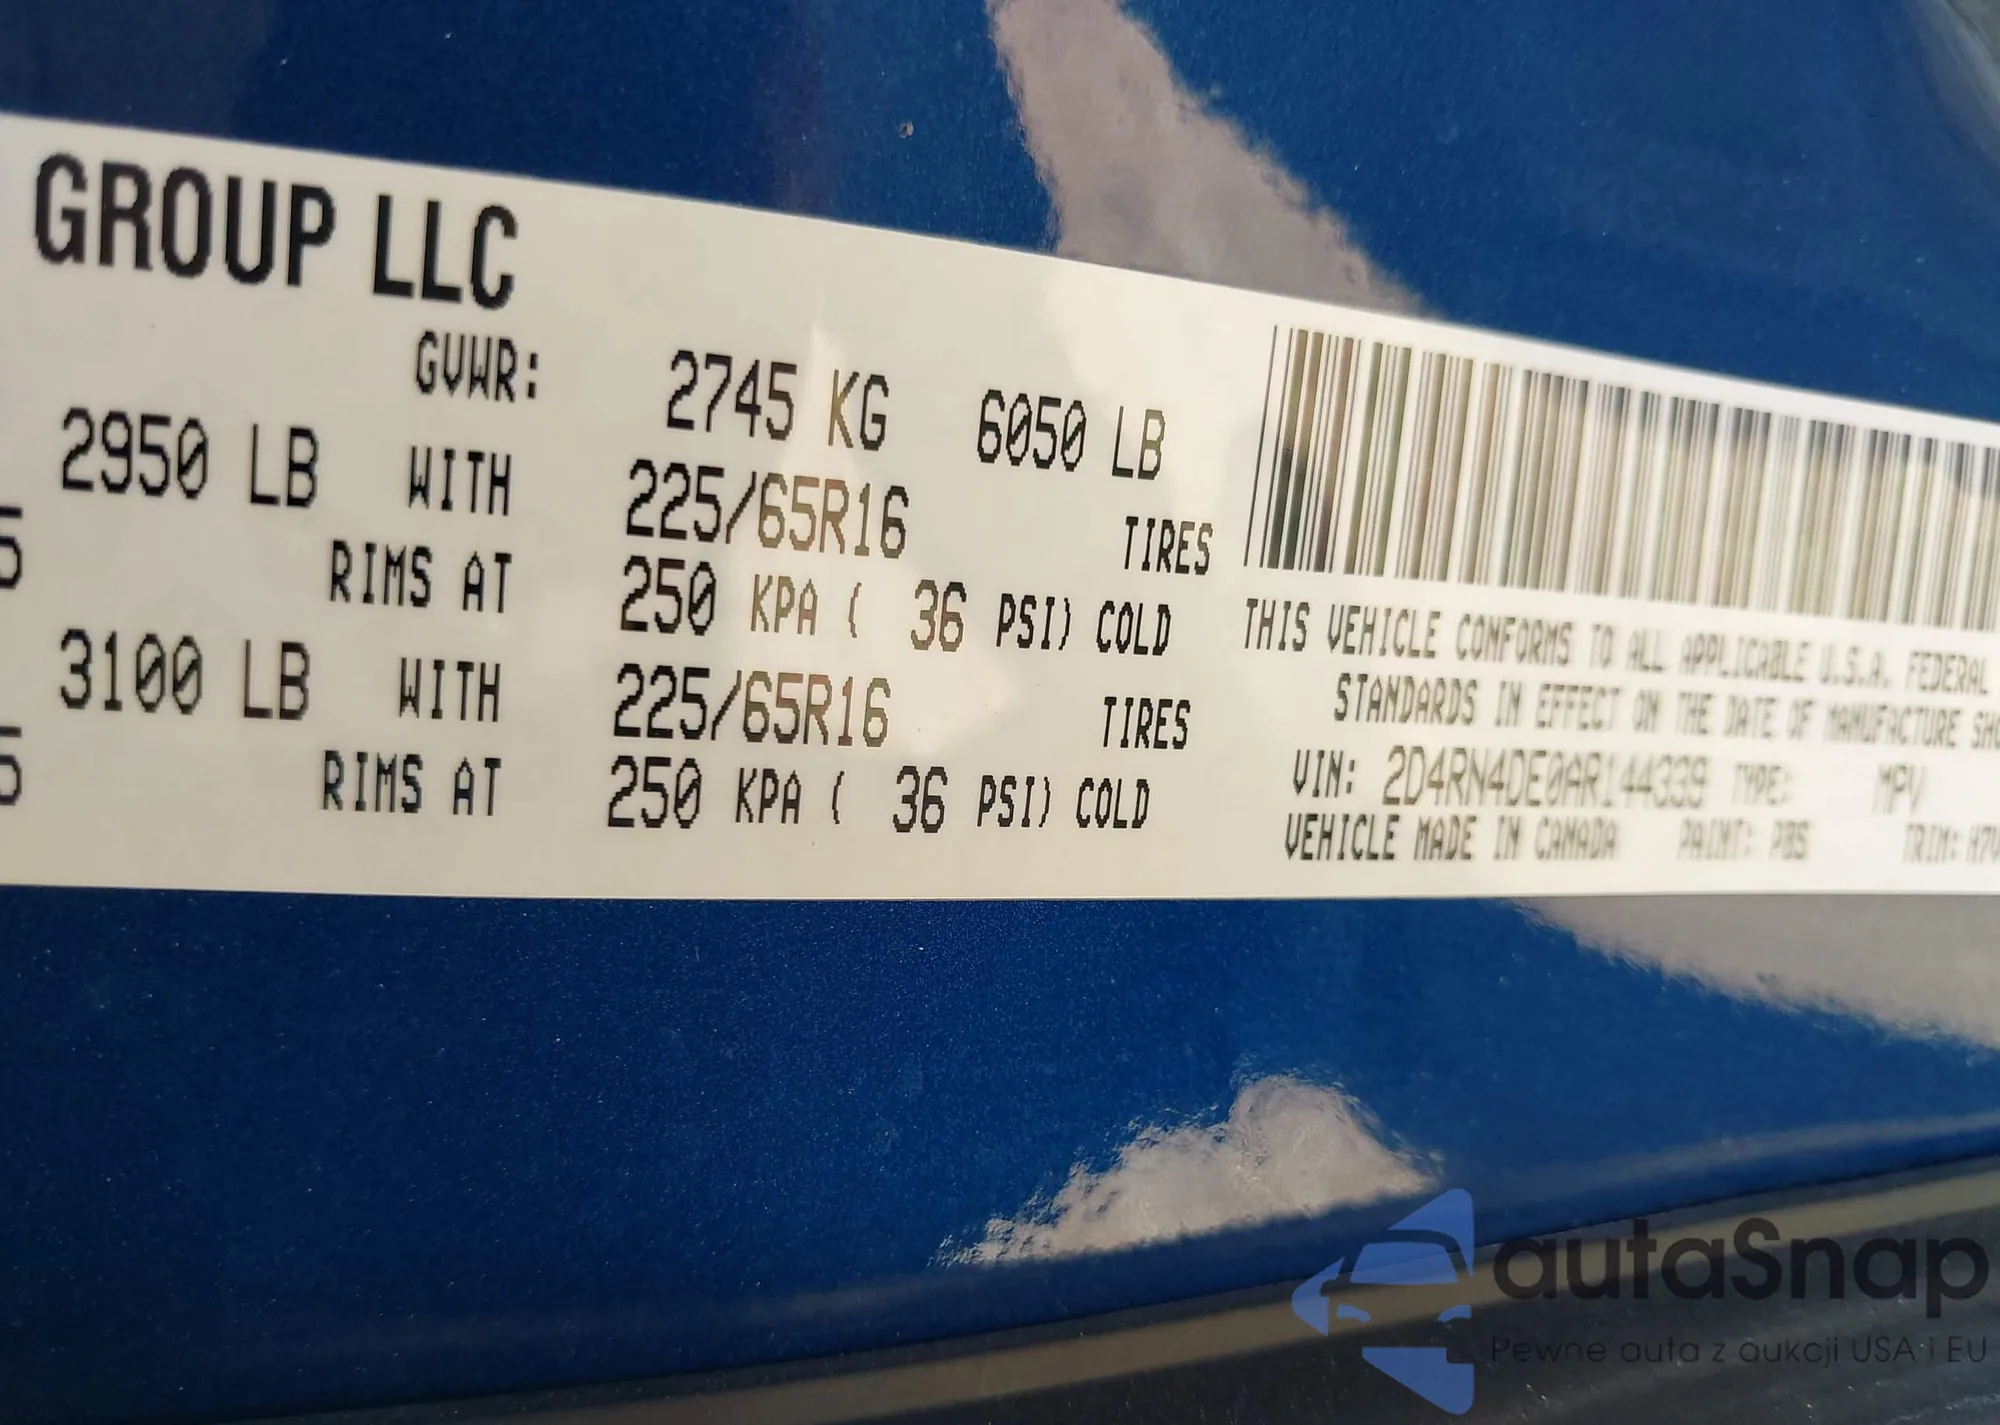 GROUP LLC
GVWR: 2745 KG 6050 LB
2950 LB WITH 225/65R16 TIRES
RIMS AT 250 KPA ( 36 PSI) COLD
3100 LB WITH 225/65R16 TIRES
RIMS AT 250 KPA ( 36 PSI) COLD
THIS VEHICLE CONFORMS TO ALL APPLICABLE U.S.A. FEDERAL
STANDARDS IN EFFECT ON THE DATE OF MANUFACTURE
VIN: 2D4RN4DE0AR144339 TYPE: MPV
VEHICLE MADE IN CANADA PAINT: PBS TRIM: H7V
autaSnap
Pewne auta z aukcji USA i EU